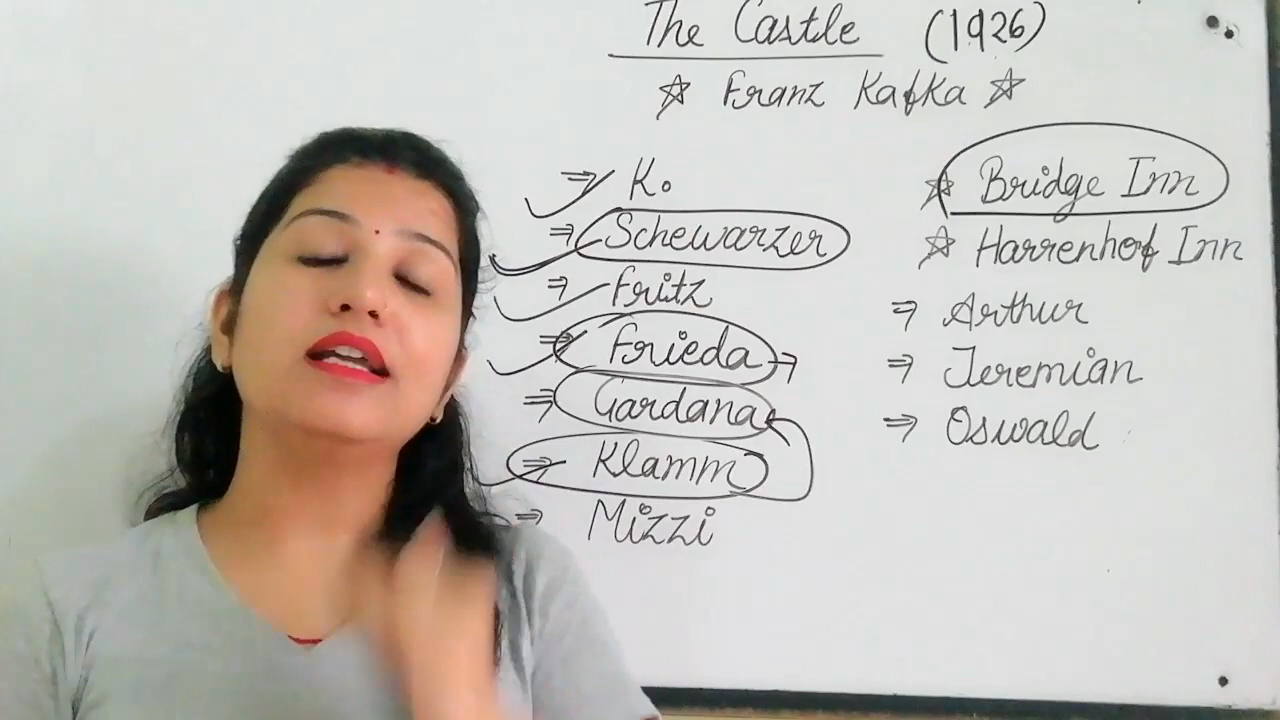 The Castle (1926)
☆ Franz Kafka ☆
⇒ K.
⇒ Schewarzer
⇒ Fritz
⇒ Frieda →
⇒ Gardana
⇒ Klamm
⇒ Mizzi
☆ Bridge Inn
☆ Harrenhof Inn
⇒ Arthur
⇒ Jeremian
⇒ Oswald